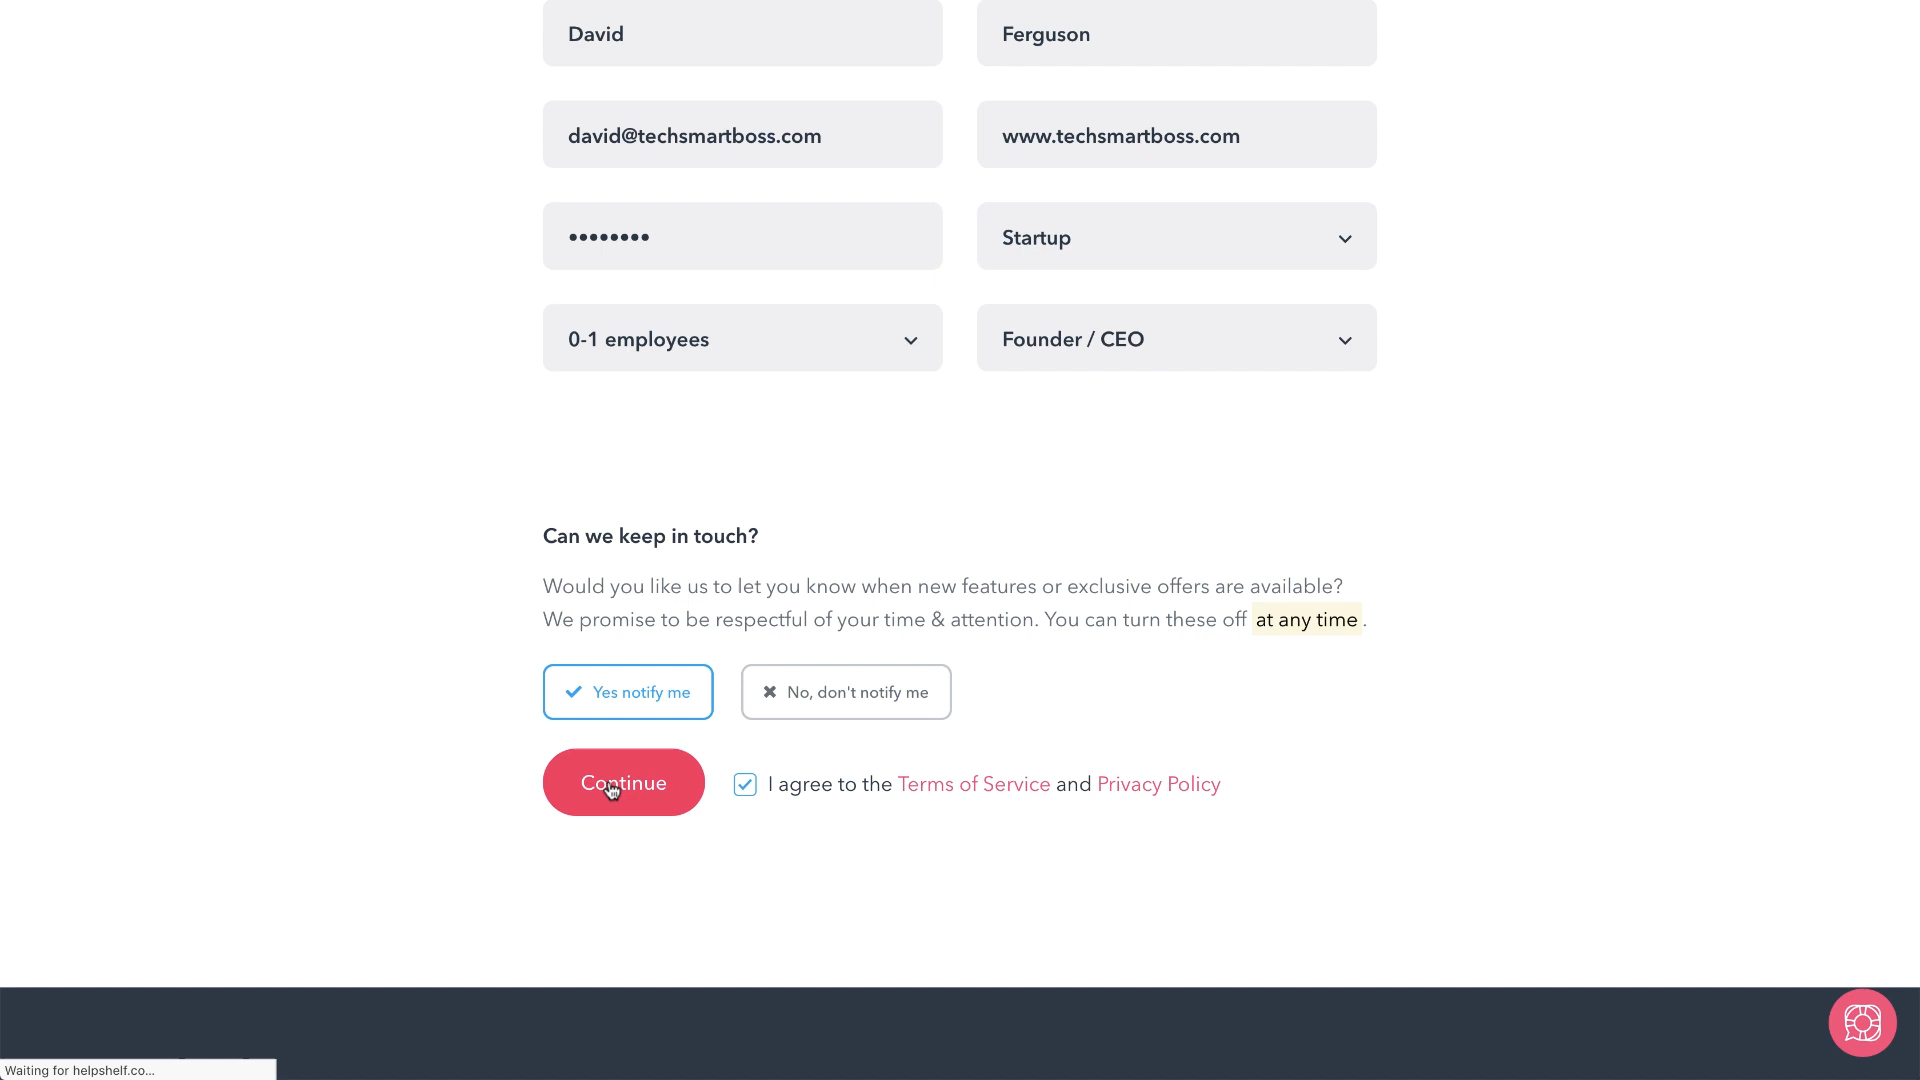 David
Ferguson
david@techsmartboss.com
www.techsmartboss.com
••••••••
Startup
0-1 employees
Founder / CEO
Can we keep in touch?
Would you like us to let you know when new features or exclusive offers are available?
We promise to be respectful of your time & attention. You can turn these off at any time.
Yes notify me
No, don't notify me
Continue
I agree to the Terms of Service and Privacy Policy
Waiting for helpshelf.co...